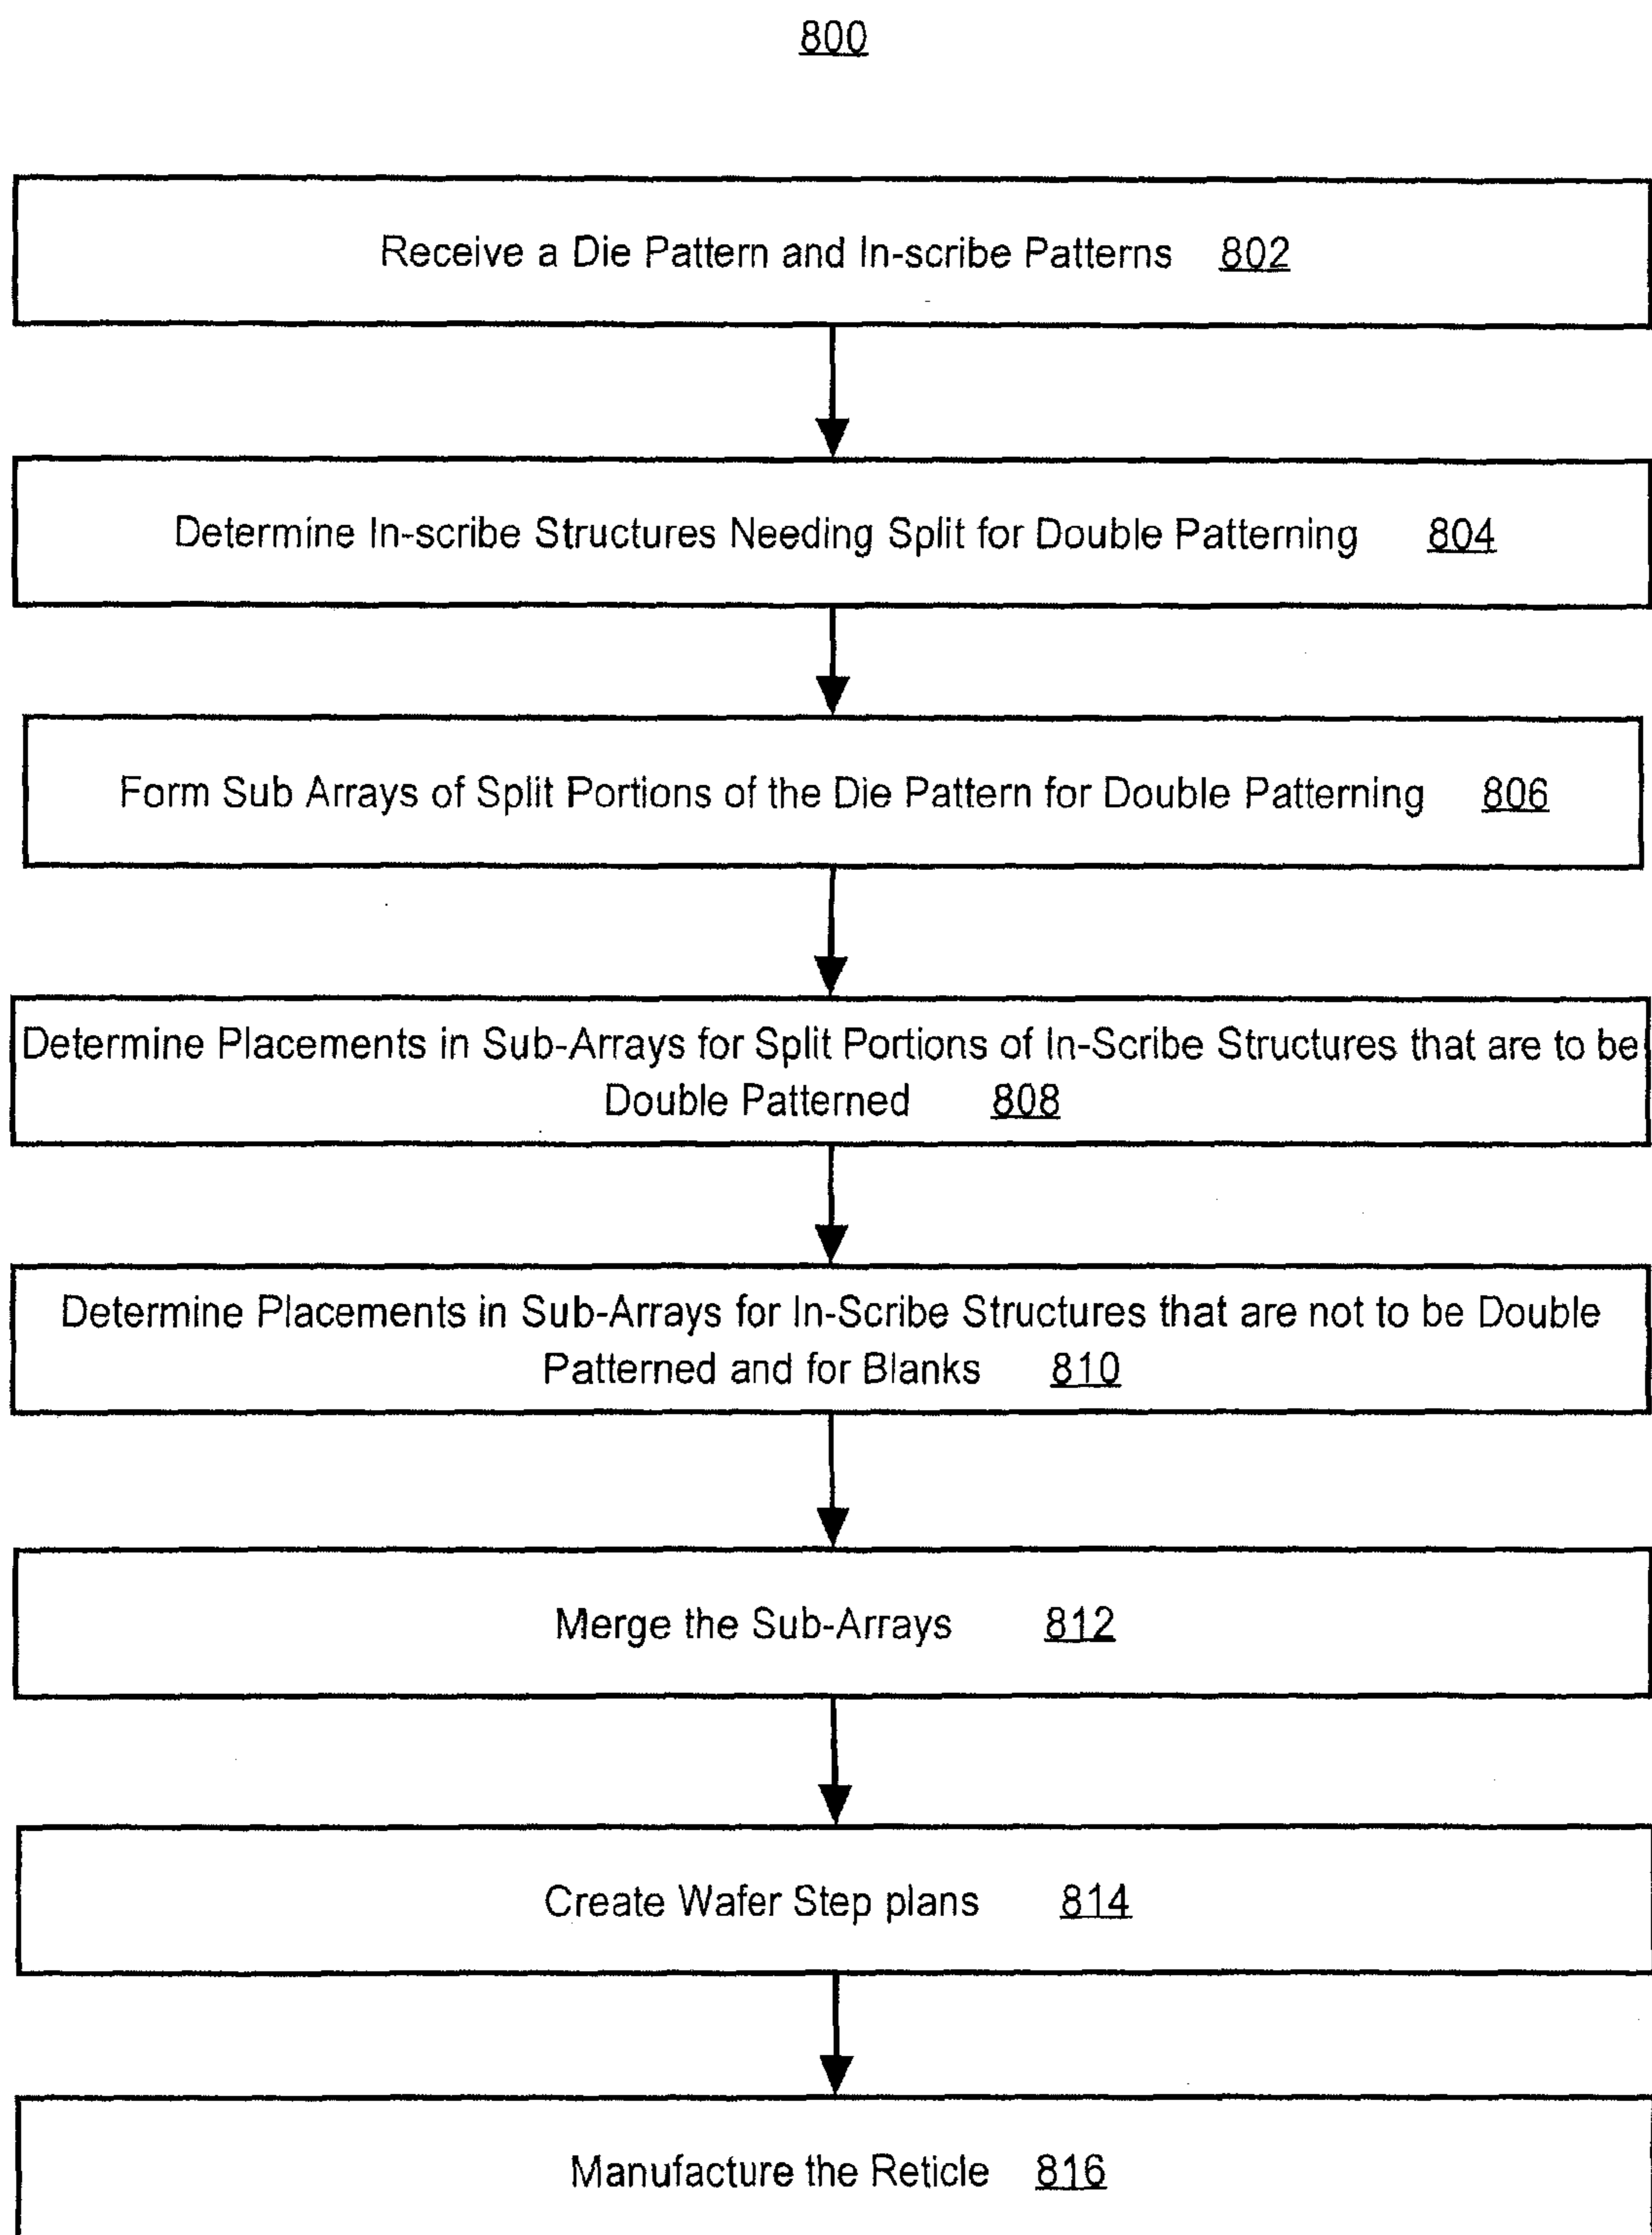 800
Receive a Die Pattern and In-scribe Patterns 802
Determine In-scribe Structures Needing Split for Double Patterning 804
Form Sub Arrays of Split Portions of the Die Pattern for Double Patterning 806
Determine Placements in Sub-Arrays for Split Portions of In-Scribe Structures that are to be
Double Patterned 808
Determine Placements in Sub-Arrays for In-Scribe Structures that are not to be Double
Patterned and for Blanks 810
Merge the Sub-Arrays 812
Create Wafer Step plans 814
Manufacture the Reticle 816